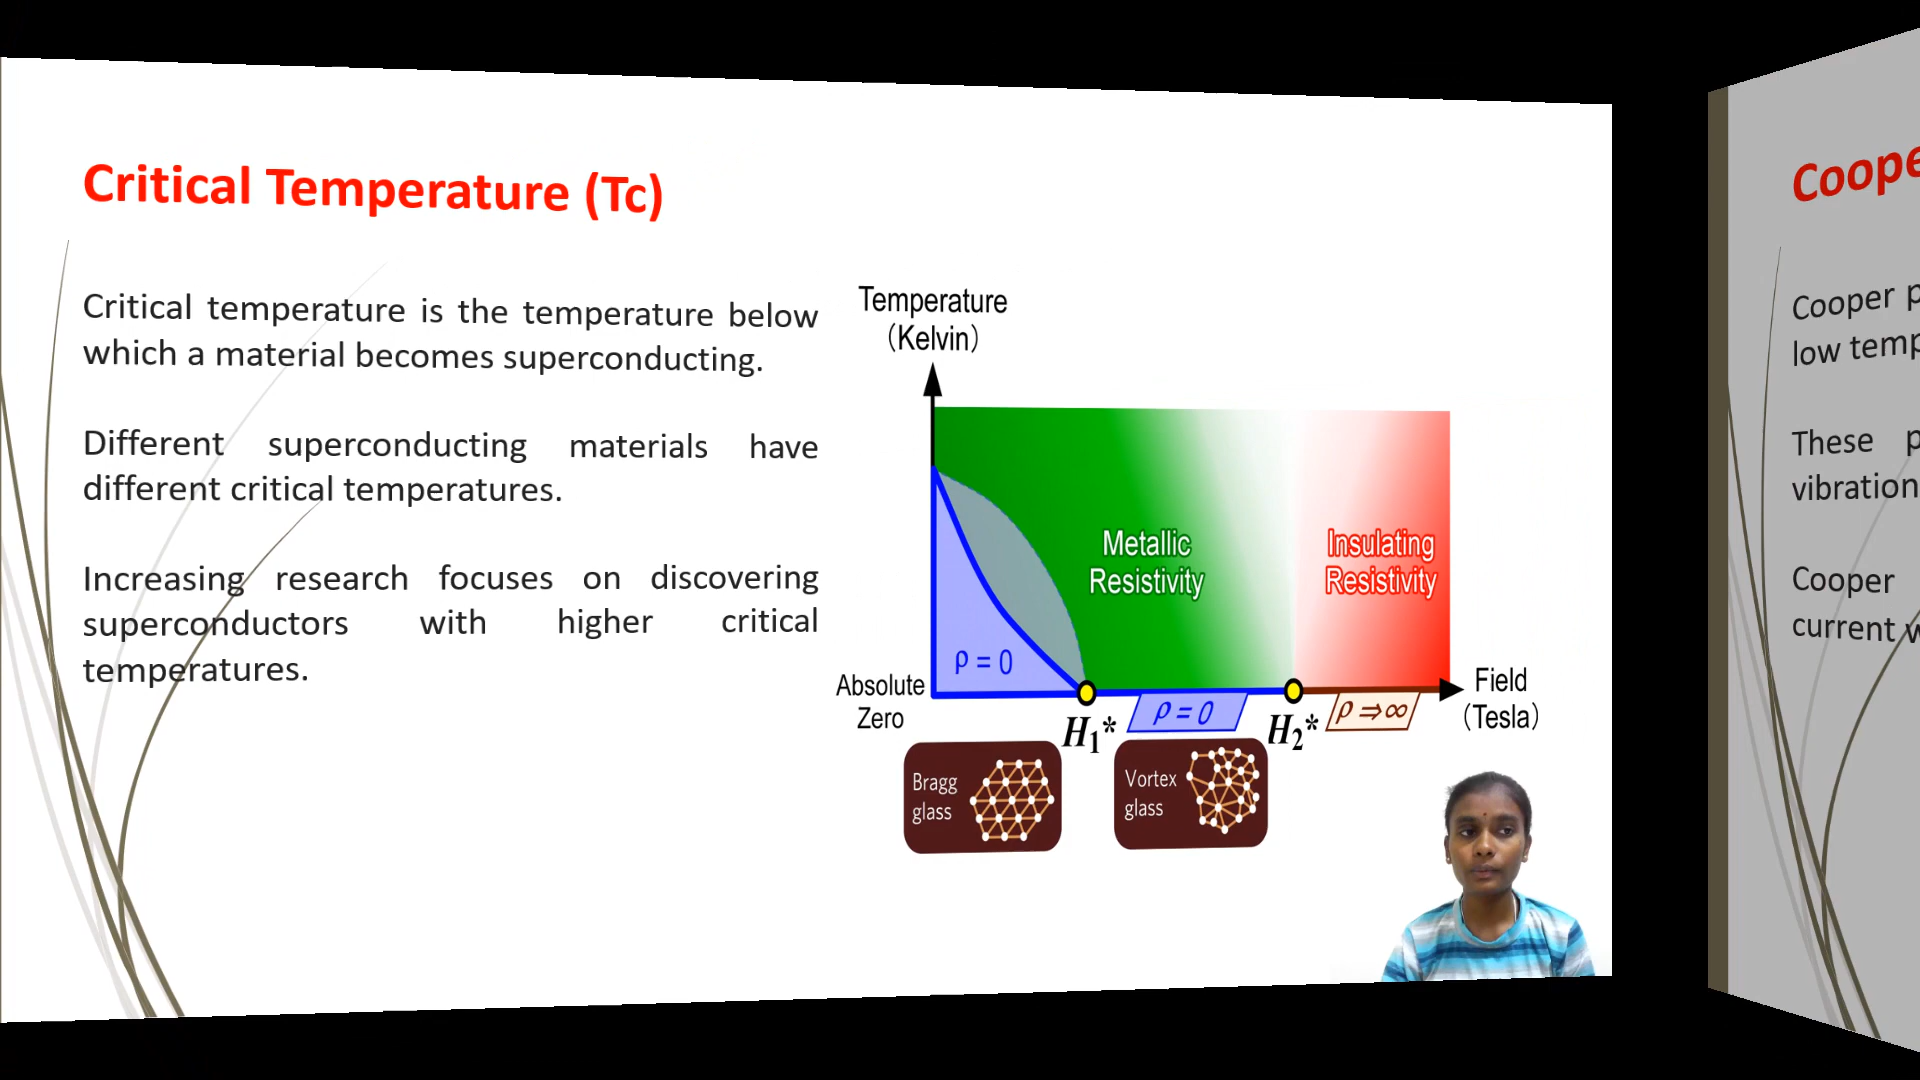 Critical Temperature (Tc)
Critical temperature is the temperature below
which a material becomes superconducting.
Different superconducting materials have
different critical temperatures.
Increasing research focuses on discovering
superconductors with higher critical
temperatures.
Temperature
(Kelvin)
Metallic
Resistivity
Insulating
Resistivity
ρ = 0
Absolute
Zero
H₁*
ρ = 0
H₂*
ρ ⇒ ∞
Field
(Tesla)
Bragg
glass
Vortex
glass
Cooper
low
These
vibration
Cooper
current